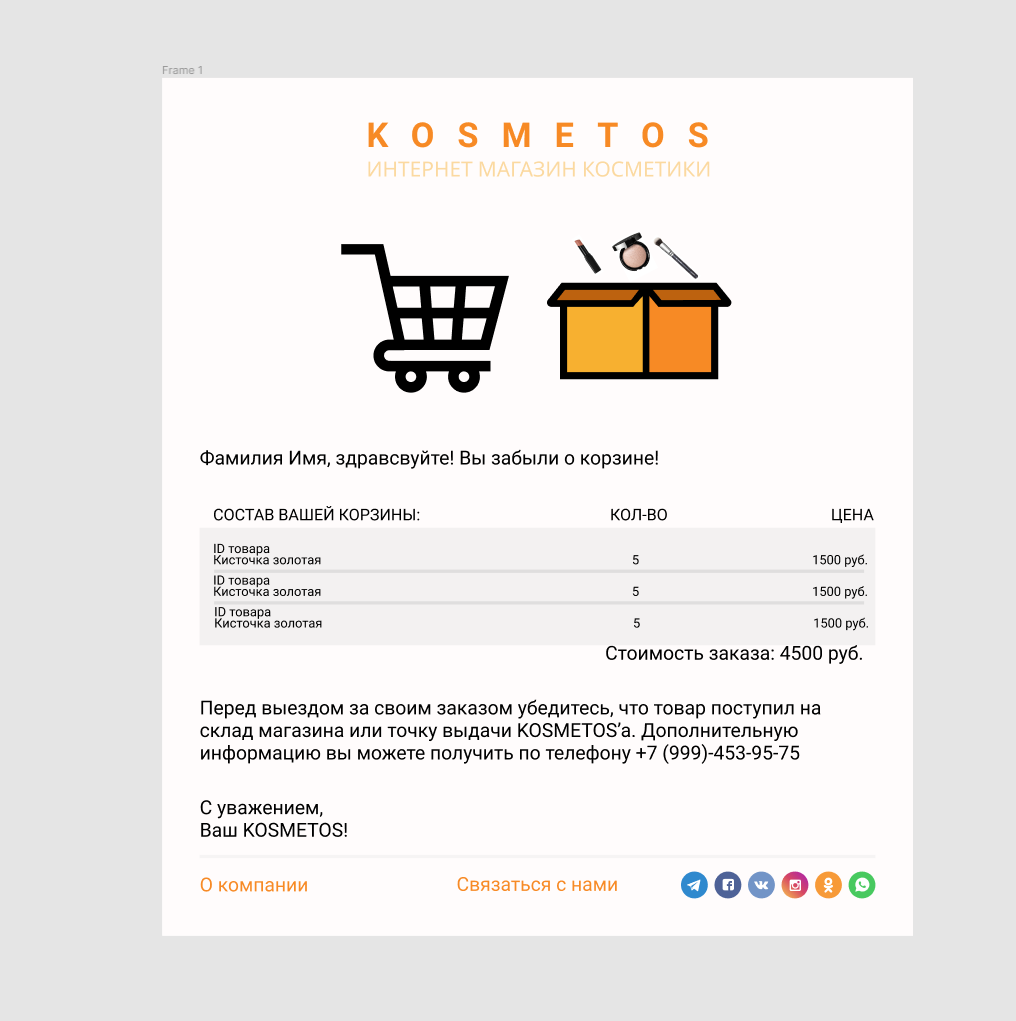 Frame 1
KOSMETOS
ИНТЕРНЕТ МАГАЗИН КОСМЕТИКИ
Фамилия Имя, здравсвуйте! Вы забыли о корзине!
СОСТАВ ВАШЕЙ КОРЗИНЫ: КОЛ-ВО ЦЕНА
ID товара
Кисточка золотая 5 1500 руб.
ID товара
Кисточка золотая 5 1500 руб.
ID товара
Кисточка золотая 5 1500 руб.
Стоимость заказа: 4500 руб.
Перед выездом за своим заказом убедитесь, что товар поступил на
склад магазина или точку выдачи KOSMETOS’а. Дополнительную
информацию вы можете получить по телефону +7 (999)-453-95-75
С уважением,
Ваш KOSMETOS!
О компании Связаться с нами